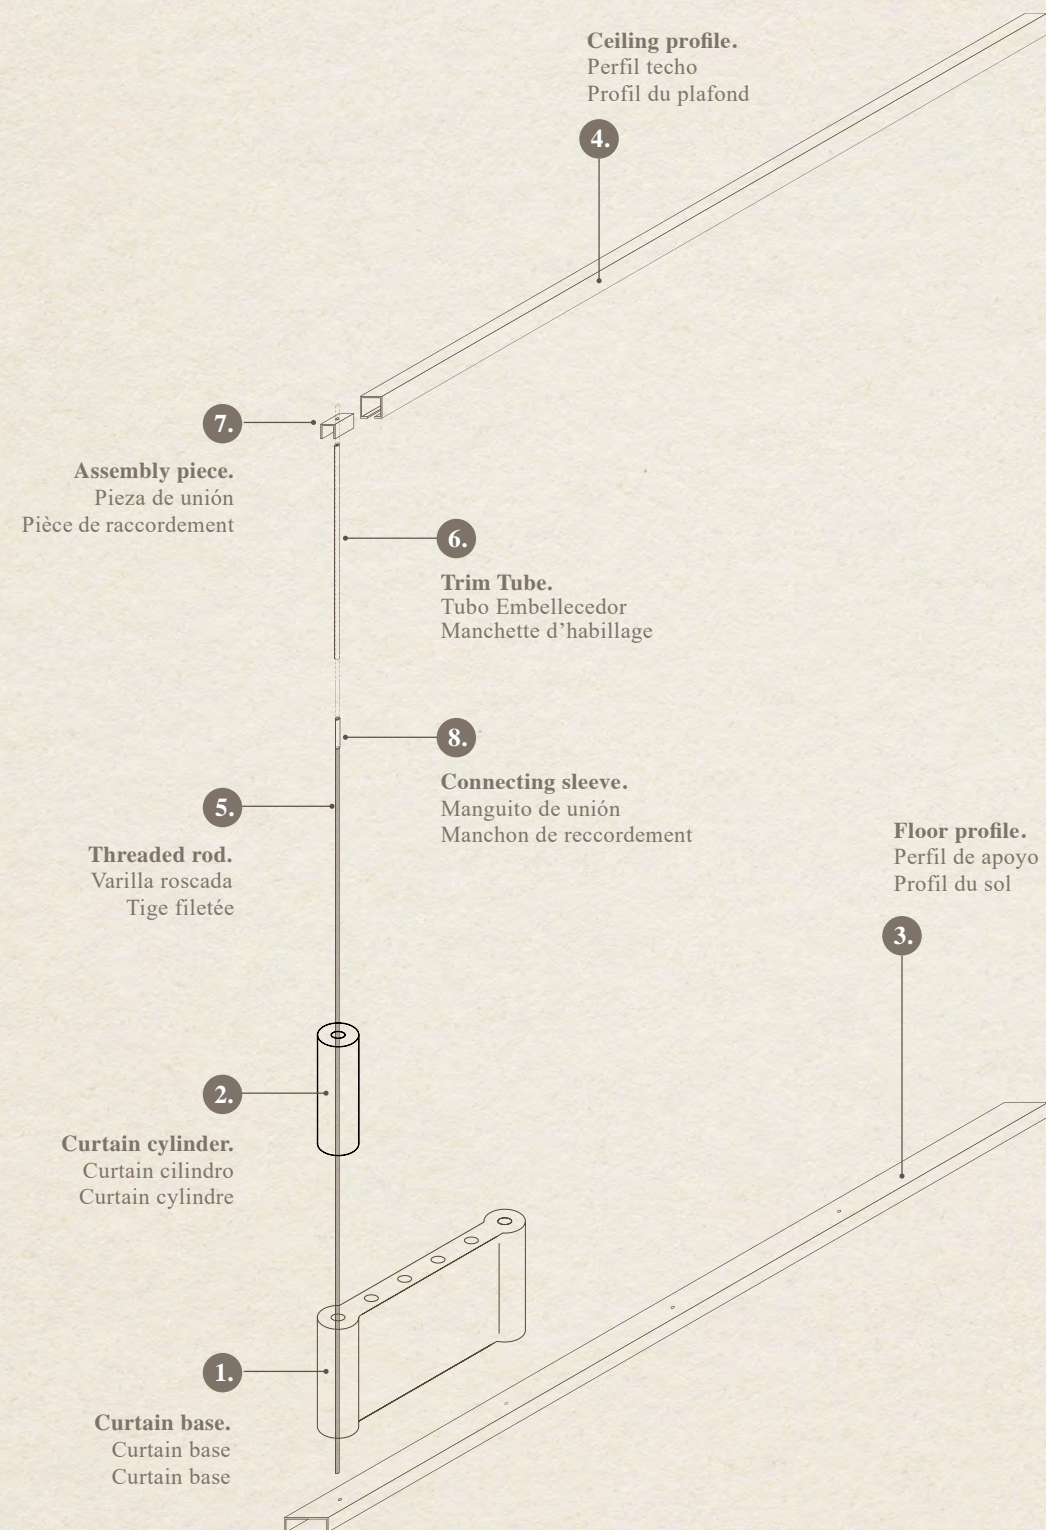 Ceiling profile.
Perfil techo
Profil du plafond
4.
7.
Assembly piece.
Pieza de unión
Pièce de raccordement
6.
Trim Tube.
Tubo Embellecedor
Manchette d’habillage
8.
Connecting sleeve.
Manguito de unión
Manchon de reccordement
5.
Threaded rod.
Varilla roscada
Tige filetée
Floor profile.
Perfil de apoyo
Profil du sol
3.
2.
Curtain cylinder.
Curtain cilindro
Curtain cylindre
1.
Curtain base.
Curtain base
Curtain base